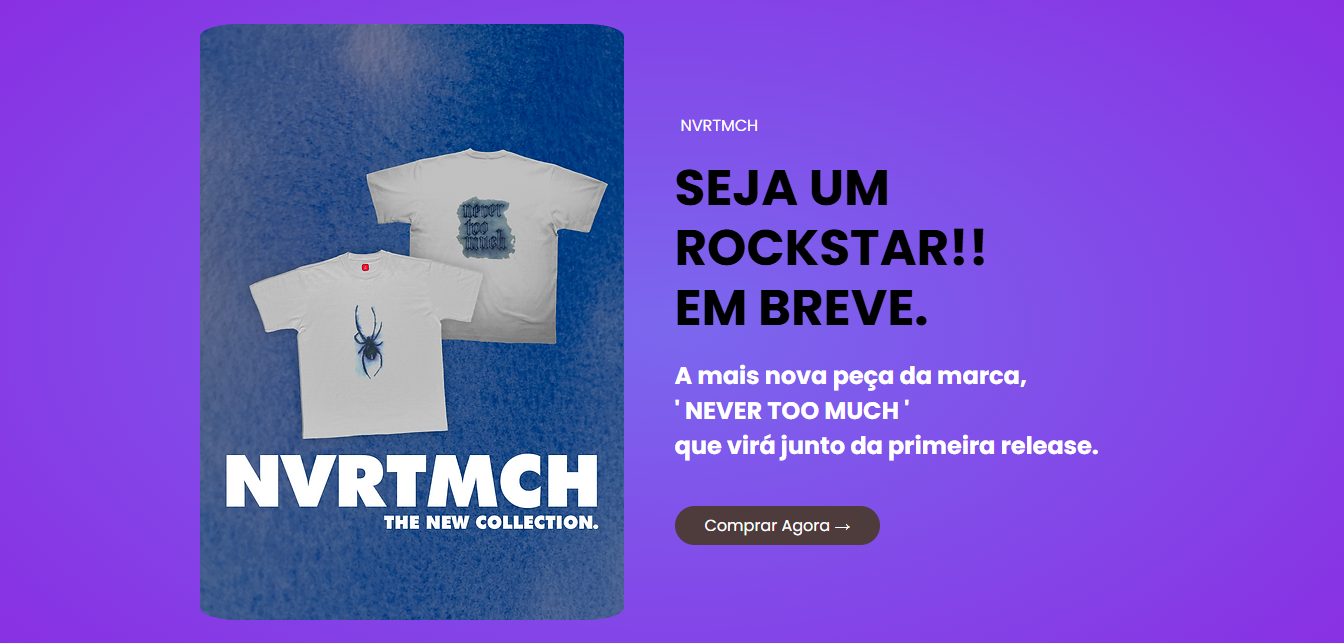 never
too
much
NVRTMCH
THE NEW COLLECTION.
NVRTMCH
SEJA UM
ROCKSTAR!!
EM BREVE.
A mais nova peça da marca,
' NEVER TOO MUCH '
que virá junto da primeira release.
Comprar Agora →